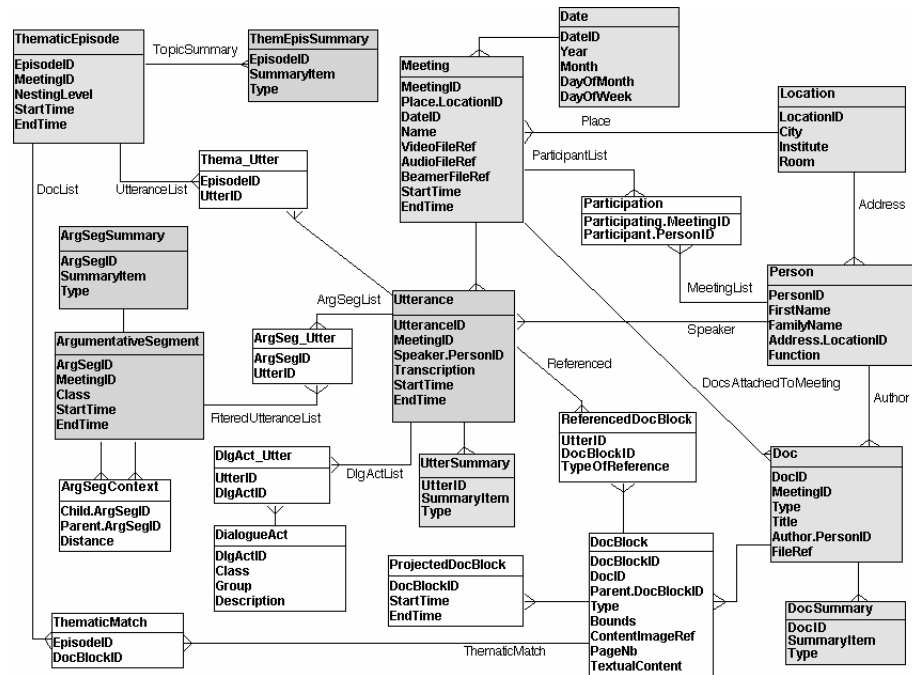 Date
DateID
Year
Month
DayOfMonth
DayOfWeek
ThematicEpisode
EpisodeID
MeetingID
NestingLevel
StartTime
EndTime
TopicSummary
ThemEpisSummary
EpisodeID
SummaryItem
Type
Meeting
MeetingID
Place.LocationID
DateID
Name
VideoFileRef
AudioFileRef
BeamerFileRef
StartTime
EndTime
Place
Location
LocationID
City
Institute
Room
ParticipantList
DocList
UtteranceList
Thema_Utter
EpisodeID
UtterID
Participation
Participating.MeetingID
Participant.PersonID
Address
ArgSegSummary
ArgSegID
SummaryItem
Type
MeetingList
Person
PersonID
FirstName
FamilyName
Address.LocationID
Function
ArgSegList
Utterance
UtteranceID
MeetingID
Speaker.PersonID
Transcription
StartTime
EndTime
Speaker
ArgumentativeSegment
ArgSegID
MeetingID
Class
StartTime
EndTime
ArgSeg_Utter
ArgSegID
UtterID
Referenced
DocsAttachedToMeeting
Author
FilteredUtteranceList
ReferencedDocBlock
UtterID
DocBlockID
TypeOfReference
DlgAct_Utter
UtterID
DlgActID
DlgActList
UtterSummary
UtterID
SummaryItem
Type
Doc
DocID
MeetingID
Type
Title
Author.PersonID
FileRef
ArgSegContext
Child.ArgSegID
Parent.ArgSegID
Distance
DialogueAct
DlgActID
Class
Group
Description
ProjectedDocBlock
DocBlockID
StartTime
EndTime
DocBlock
DocBlockID
DocID
Parent.DocBlockID
Type
Bounds
ContentImageRef
PageNb
TextualContent
DocSummary
DocID
SummaryItem
Type
ThematicMatch
EpisodeID
DocBlockID
ThematicMatch